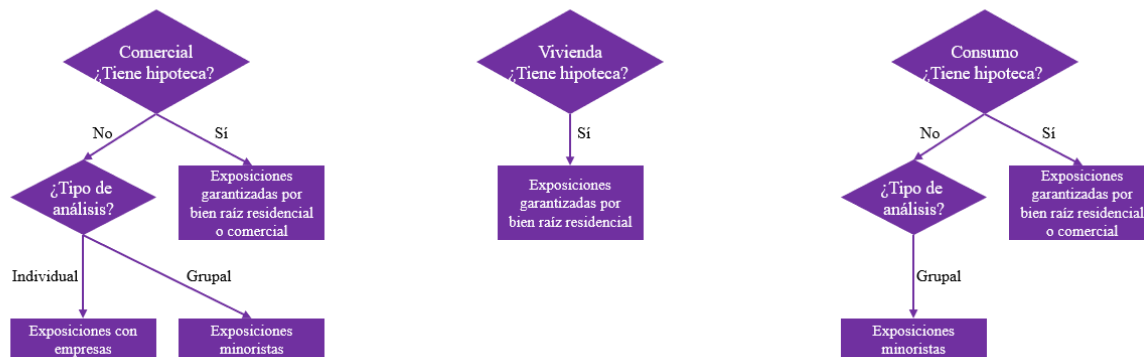 Comercial
¿Tiene hipoteca?
No
Sí
¿Tipo de
análisis?
Exposiciones
garantizadas por
bien raíz residencial
o comercial
Individual
Grupal
Exposiciones con
empresas
Exposiciones
minoristas
Vivienda
¿Tiene hipoteca?
Sí
Exposiciones
garantizadas por
bien raíz residencial
Consumo
¿Tiene hipoteca?
No
Sí
¿Tipo de
análisis?
Exposiciones
garantizadas por
bien raíz residencial
o comercial
Grupal
Exposiciones
minoristas